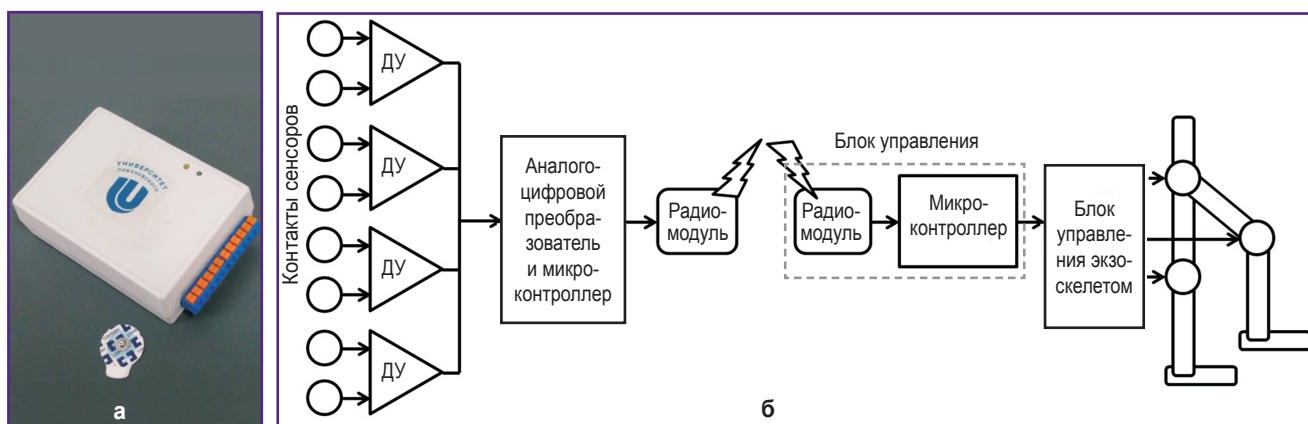 УНИВЕРСИТЕТ
ЛОБАЧЕВСКОГО
а
Контакты сенсоров
ДУ
ДУ
ДУ
ДУ
Аналого-
цифровой
преобра-
зователь
и микро-
контроллер
Радио-
модуль
Блок управления
Радио-
модуль
Микро-
контроллер
Блок
управле-
ния экзо-
скелетом
б